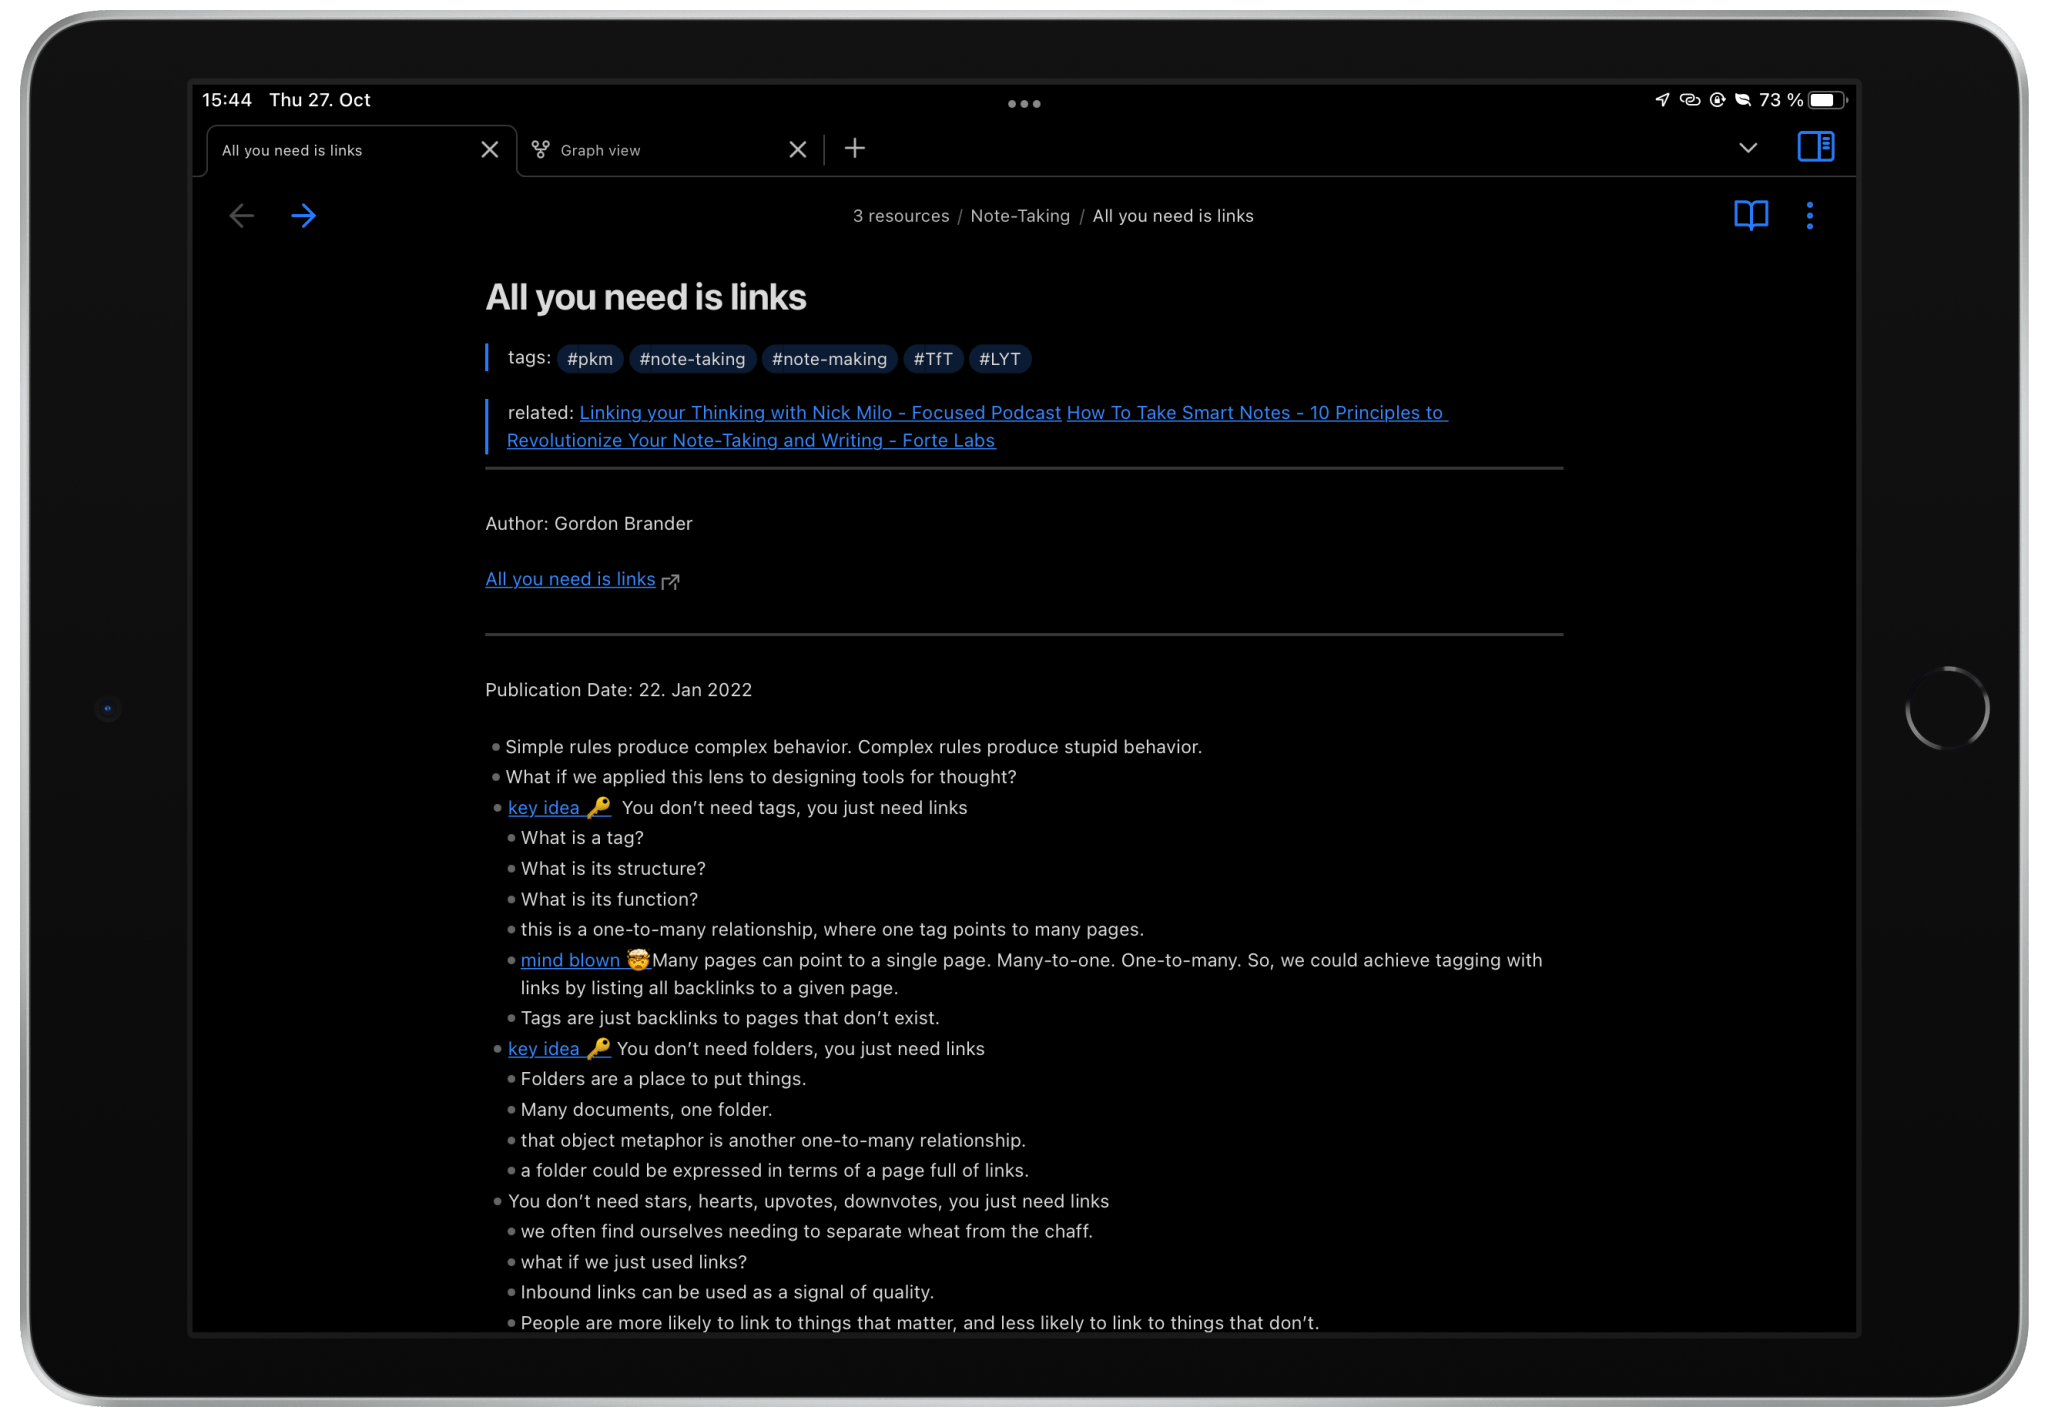 15:44 Thu 27. Oct 73 %
All you need is links Graph view
3 resources / Note-Taking / All you need is links
All you need is links
tags: #pkm #note-taking #note-making #TfT #LYT
related: Linking your Thinking with Nick Milo - Focused Podcast How To Take Smart Notes - 10 Principles to
Revolutionize Your Note-Taking and Writing - Forte Labs
Author: Gordon Brander
All you need is links
Publication Date: 22. Jan 2022
Simple rules produce complex behavior. Complex rules produce stupid behavior.
What if we applied this lens to designing tools for thought?
key idea 🔑 You don’t need tags, you just need links
What is a tag?
What is its structure?
What is its function?
this is a one-to-many relationship, where one tag points to many pages.
mind blown 🤯Many pages can point to a single page. Many-to-one. One-to-many. So, we could achieve tagging with
links by listing all backlinks to a given page.
Tags are just backlinks to pages that don’t exist.
key idea 🔑 You don’t need folders, you just need links
Folders are a place to put things.
Many documents, one folder.
that object metaphor is another one-to-many relationship.
a folder could be expressed in terms of a page full of links.
You don’t need stars, hearts, upvotes, downvotes, you just need links
we often find ourselves needing to separate wheat from the chaff.
what if we just used links?
Inbound links can be used as a signal of quality.
People are more likely to link to things that matter, and less likely to link to things that don’t.